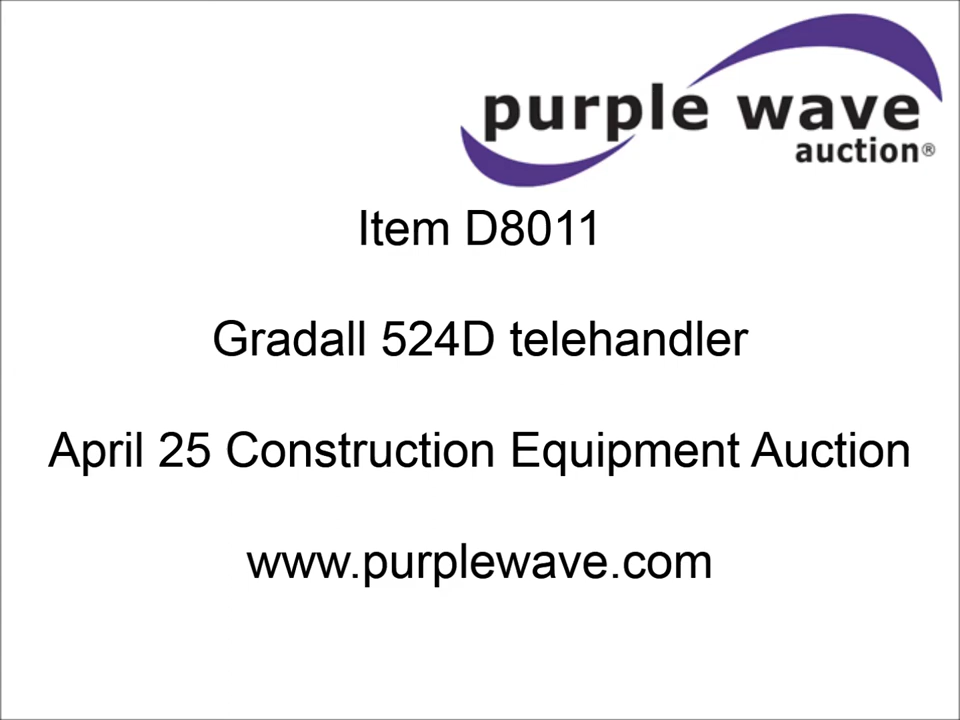 purple wave
auction®
Item D8011
Gradall 524D telehandler
April 25 Construction Equipment Auction
www.purplewave.com